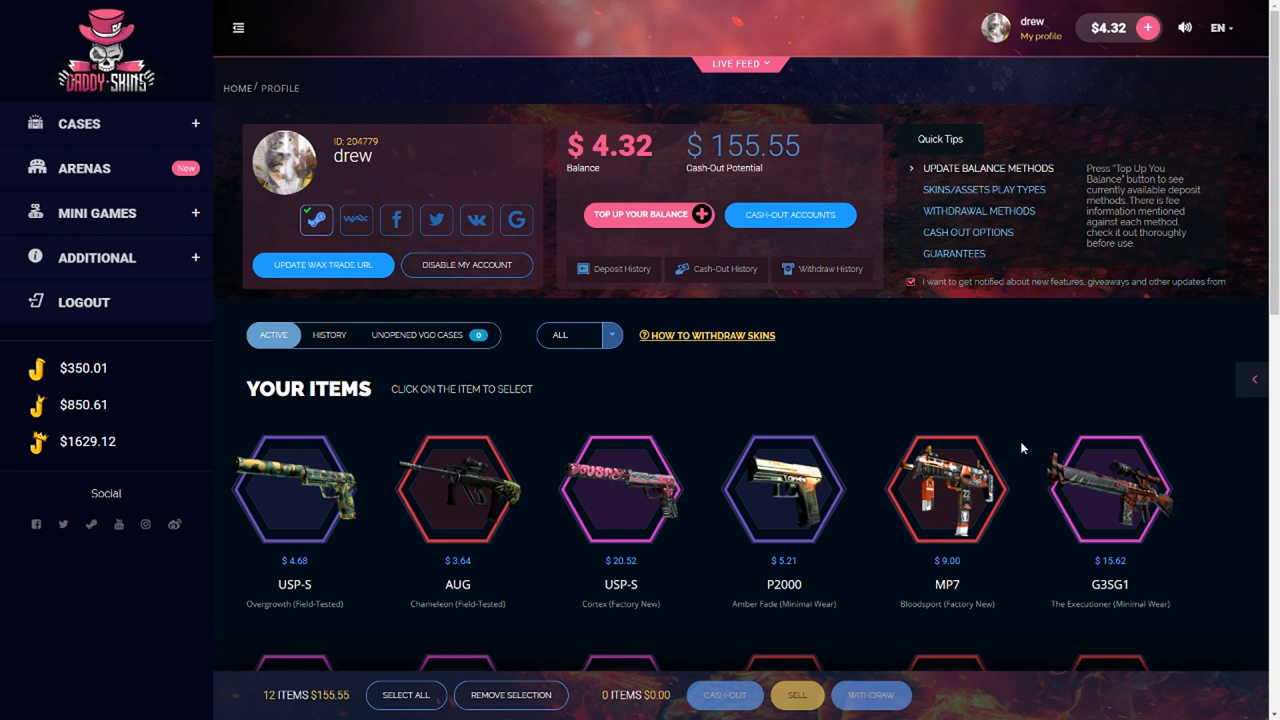 DADDY SKINS
drew
My profile
$4.32
EN
LIVE FEED
HOME / PROFILE
CASES
ARENAS
New
MINI GAMES
ADDITIONAL
LOGOUT
$350.01
$850.61
$1629.12
Social
ID: 204779
drew
UPDATE WAX TRADE URL
DISABLE MY ACCOUNT
$ 4.32
Balance
$ 155.55
Cash-Out Potential
TOP UP YOUR BALANCE
CASH-OUT ACCOUNTS
Deposit History
Cash-Out History
Withdraw History
Quick Tips
UPDATE BALANCE METHODS
SKINS/ASSETS PLAY TYPES
WITHDRAWAL METHODS
CASH OUT OPTIONS
GUARANTEES
Press "Top Up You
Balance" button to see
currently available deposit
methods. There is fee
information mentioned
against each method,
check it out thoroughly
before use.
I want to get notified about new features, giveaways and other updates from
ACTIVE
HISTORY
UNOPENED VGO CASES 0
ALL
HOW TO WITHDRAW SKINS
YOUR ITEMS
CLICK ON THE ITEM TO SELECT
$ 4.68
USP-S
Overgrowth (Field-Tested)
$ 3.64
AUG
Chameleon (Field-Tested)
$ 20.52
USP-S
Cortex (Factory New)
$ 5.21
P2000
Amber Fade (Minimal Wear)
$ 9.00
MP7
Bloodsport (Factory New)
$ 15.62
G3SG1
The Executioner (Minimal Wear)
12 ITEMS $155.55
SELECT ALL
REMOVE SELECTION
0 ITEMS $0.00
CASH-OUT
SELL
WITHDRAW